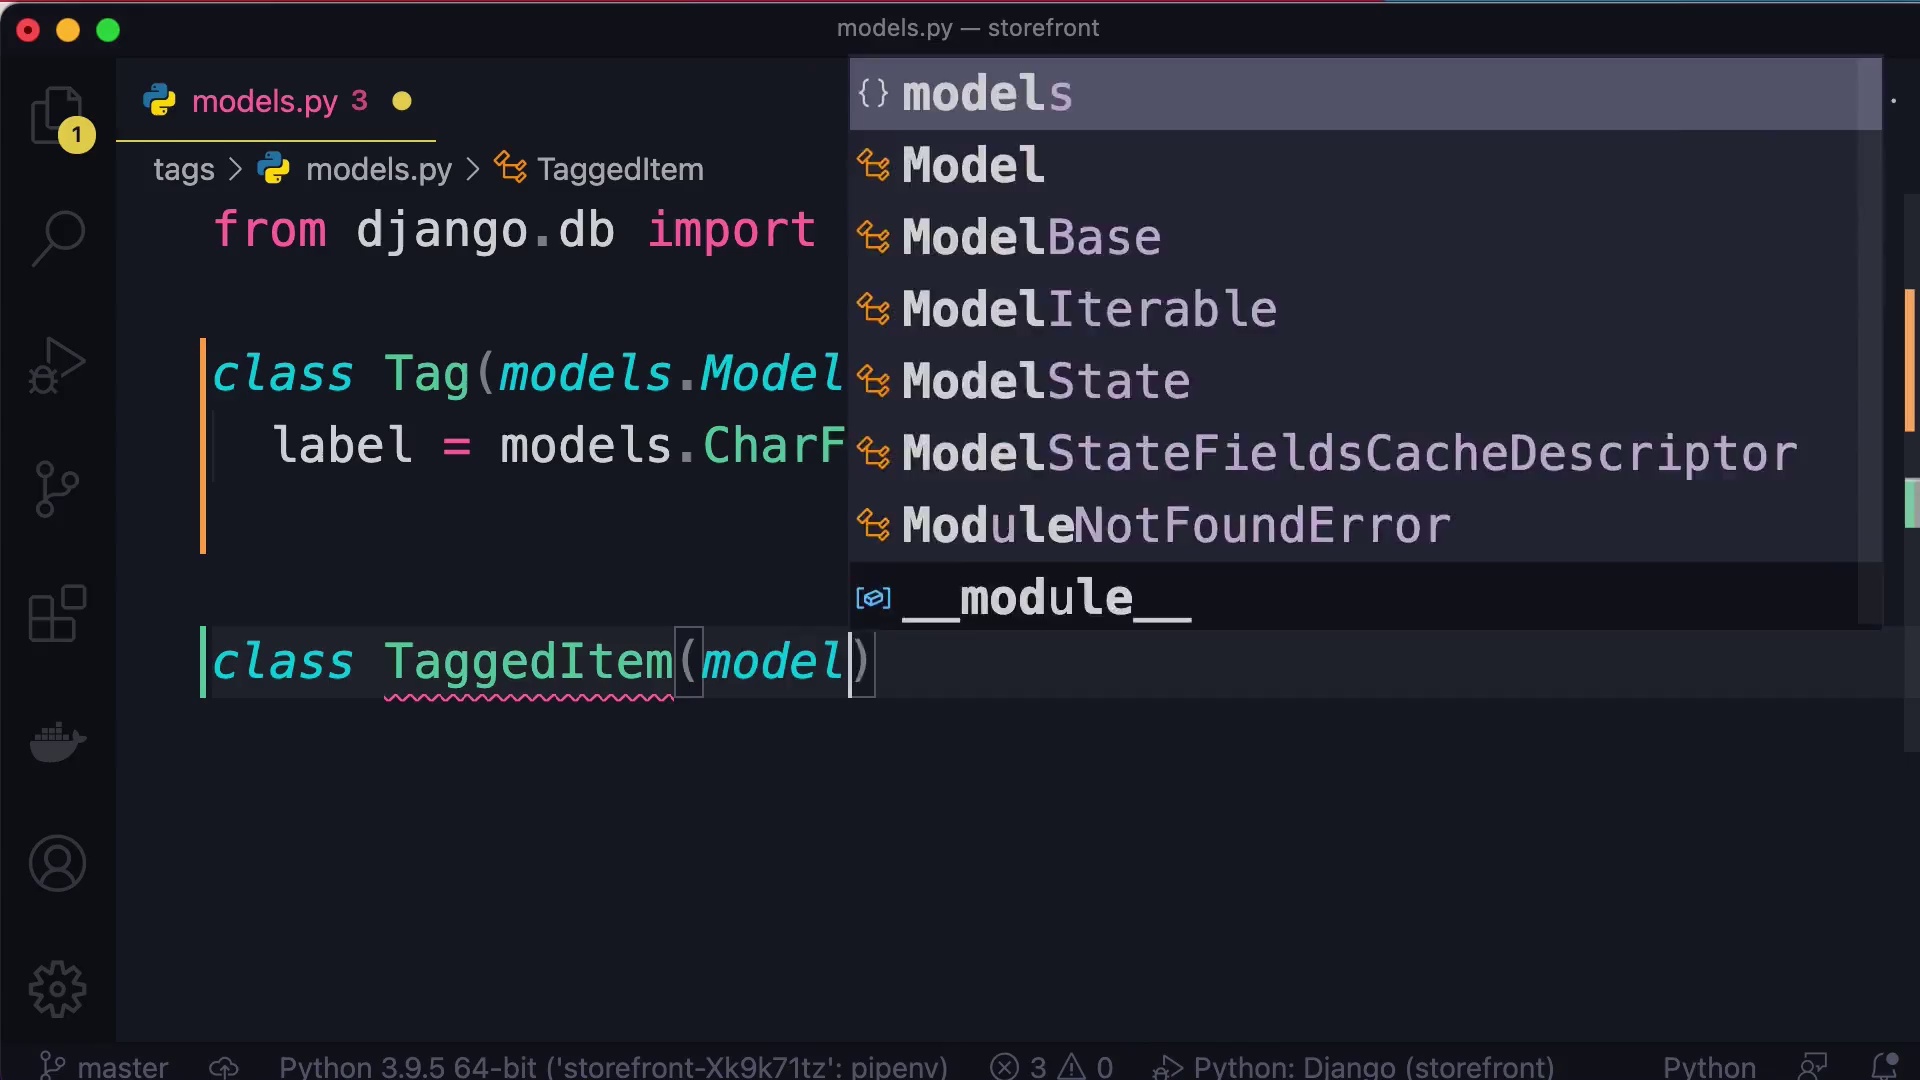 models.py — storefront
models.py 3
1
tags > models.py > TaggedItem
from django.db import
class Tag(models.Model
label = models.CharF
class TaggedItem(model)
{} models
Model
ModelBase
ModelIterable
ModelState
ModelStateFieldsCacheDescriptor
ModuleNotFoundError
__module__
master
Python 3.9.5 64-bit ('storefront-Xk9k71tz': pipenv)
3
0
Python: Django (storefront)
Python